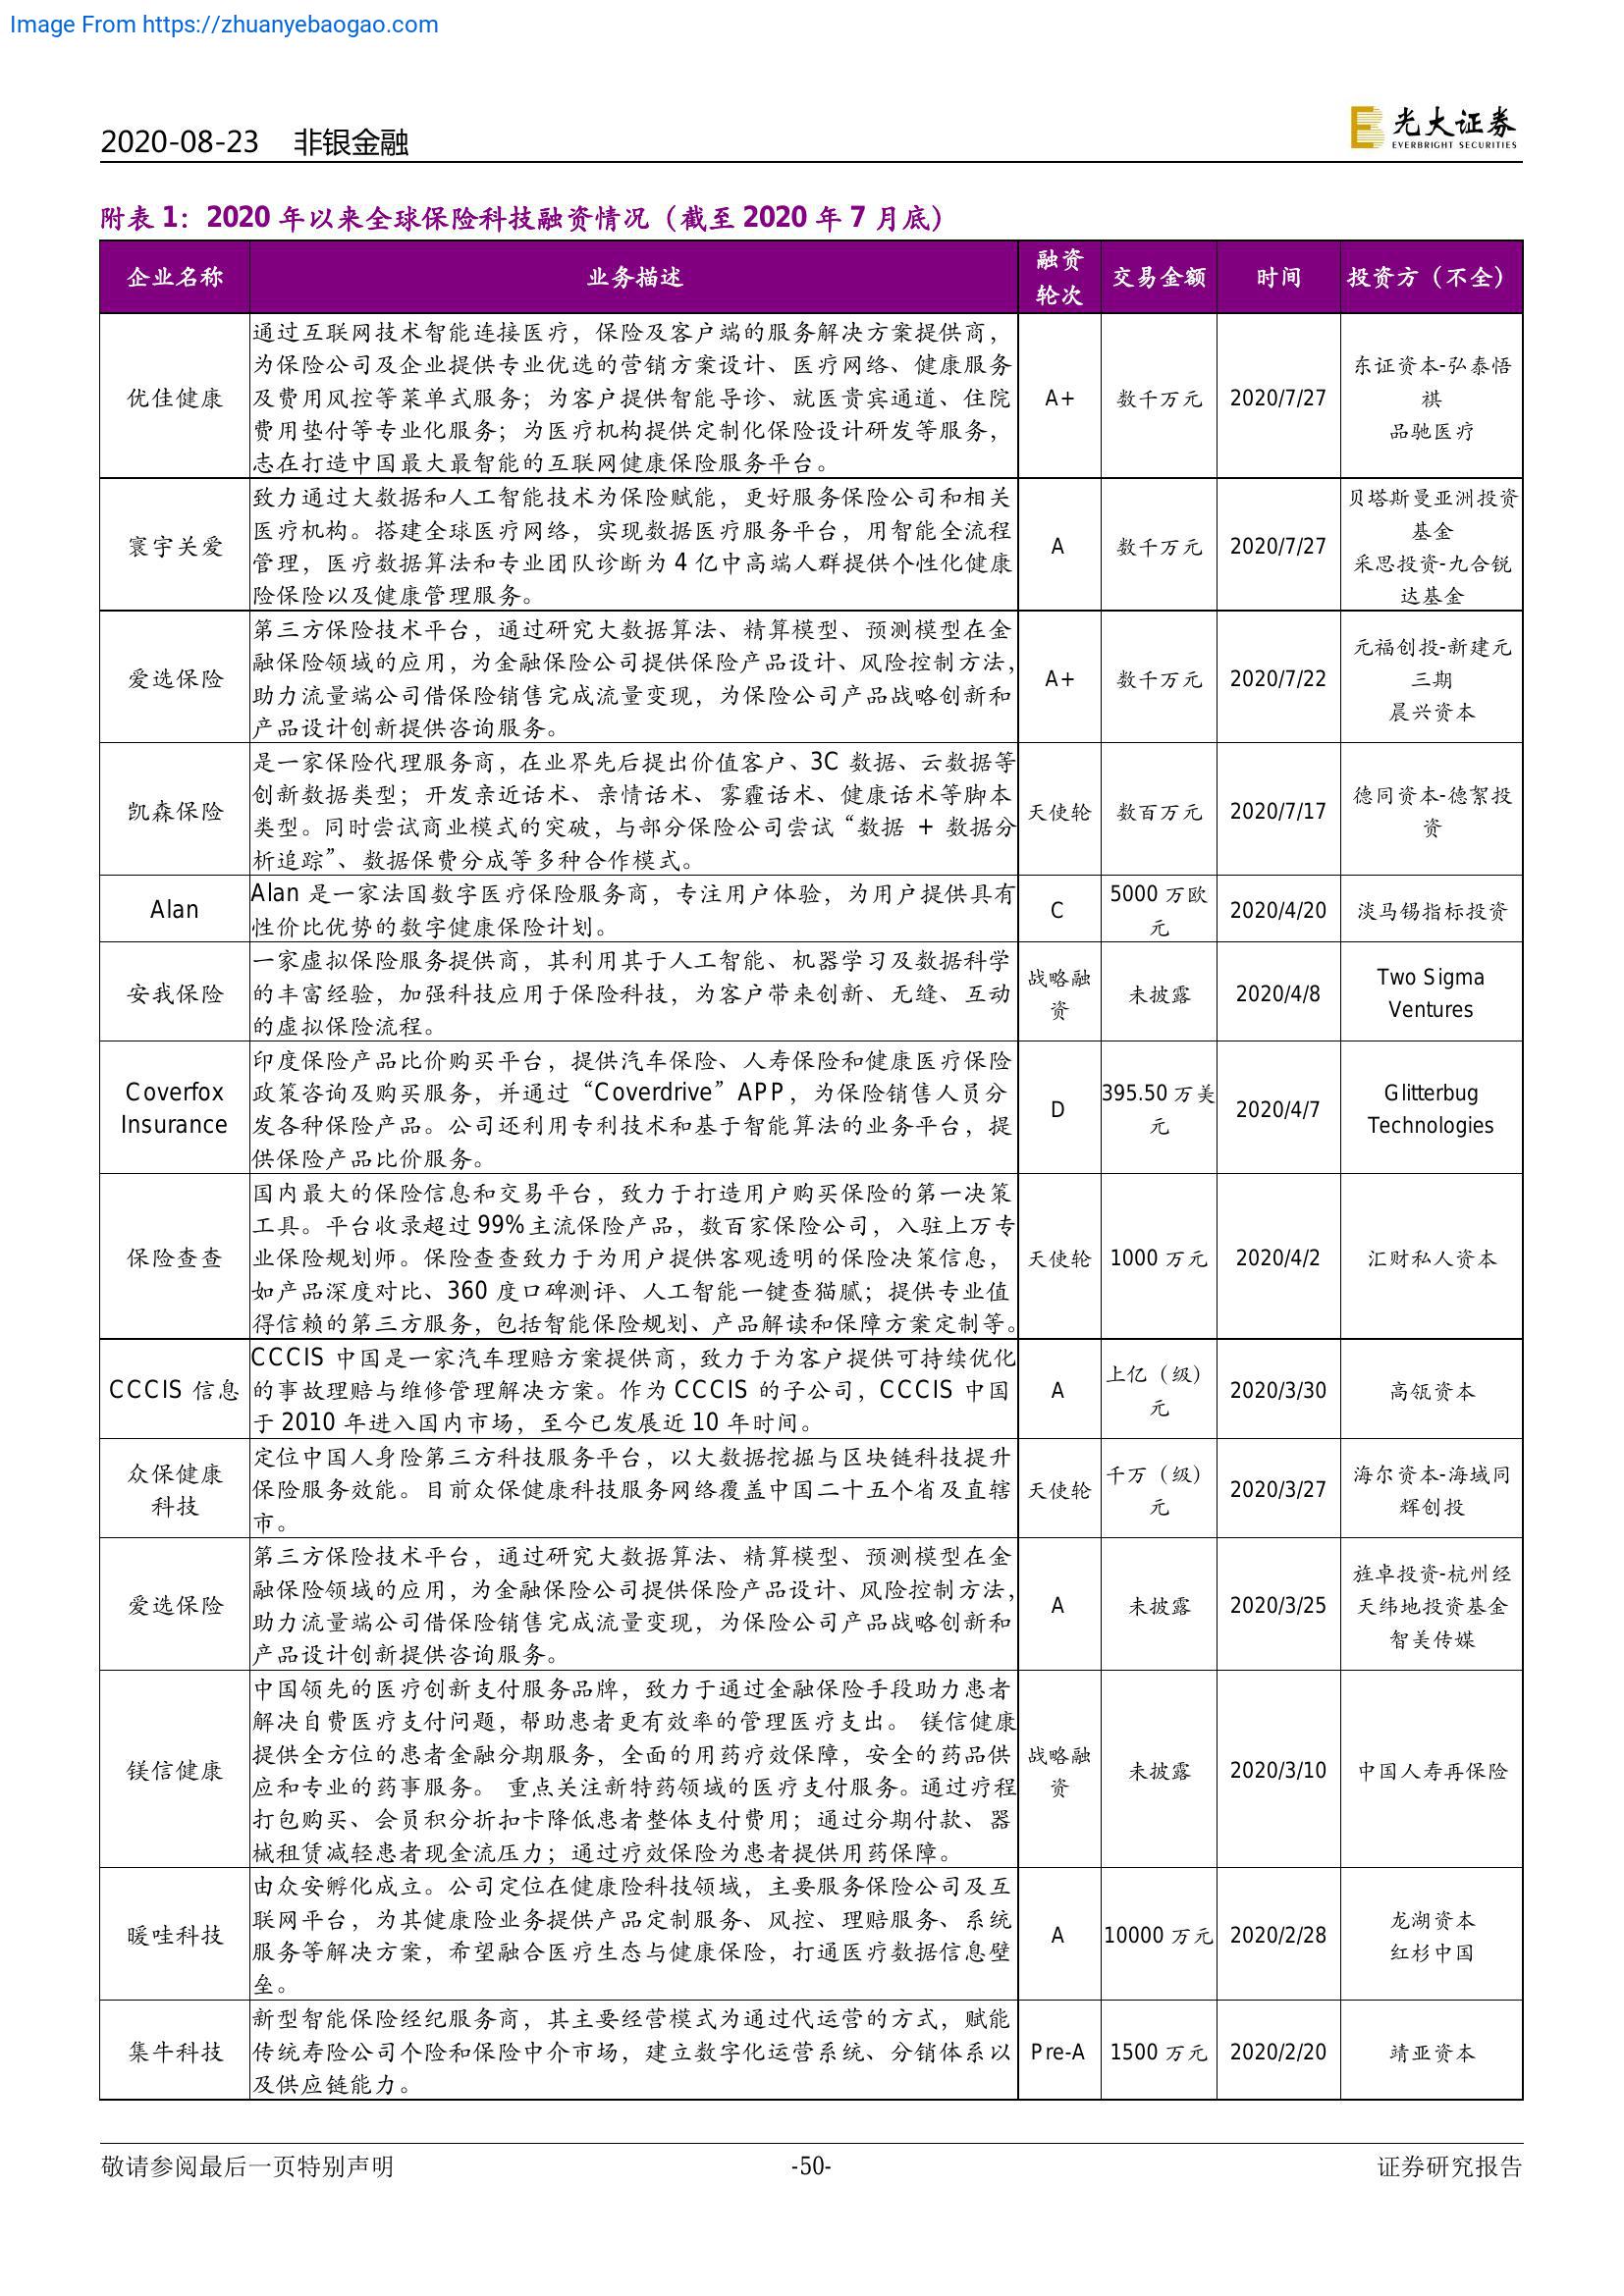 Image From https://zhuanyebaogao.com
2020-08-23 非银金融
光大证券
EVERBRIGHT SECURITIES
附表 1：2020 年以来全球保险科技融资情况（截至 2020 年 7 月底）
企业名称 业务描述 融资轮次 交易金额 时间 投资方（不全）
优佳健康
通过互联网技术智能连接医疗，保险及客户端的服务解决方案提供商，
为保险公司及企业提供专业优选的营销方案设计、医疗网络、健康服务
及费用风控等菜单式服务；为客户提供智能导诊、就医贵宾通道、住院
费用垫付等专业化服务；为医疗机构提供定制化保险设计研发等服务，
志在打造中国最大最智能的互联网健康保险服务平台。
A+ 数千万元 2020/7/27
东证资本-弘泰悟
祺
品驰医疗
寰宇关爱
致力通过大数据和人工智能技术为保险赋能，更好服务保险公司和相关
医疗机构。搭建全球医疗网络，实现数据医疗服务平台，用智能全流程
管理，医疗数据算法和专业团队诊断为 4 亿中高端人群提供个性化健康
险保险以及健康管理服务。
A 数千万元 2020/7/27
贝塔斯曼亚洲投资
基金
采思投资-九合锐
达基金
爱选保险
第三方保险技术平台，通过研究大数据算法、精算模型、预测模型在金
融保险领域的应用，为金融保险公司提供保险产品设计、风险控制方法，
助力流量端公司借保险销售完成流量变现，为保险公司产品战略创新和
产品设计创新提供咨询服务。
A+ 数千万元 2020/7/22
元福创投-新建元
三期
晨兴资本
凯森保险
是一家保险代理服务商，在业界先后提出价值客户、3C 数据、云数据等
创新数据类型；开发亲近话术、亲情话术、雾霾话术、健康话术等脚本
类型。同时尝试商业模式的突破，与部分保险公司尝试“数据 + 数据分
析追踪”、数据保费分成等多种合作模式。
天使轮 数百万元 2020/7/17
德同资本-德絮投
资
Alan
Alan 是一家法国数字医疗保险服务商，专注用户体验，为用户提供具有
性价比优势的数字健康保险计划。
C
5000 万欧
元
2020/4/20 淡马锡指标投资
安我保险
一家虚拟保险服务提供商，其利用其于人工智能、机器学习及数据科学
的丰富经验，加强科技应用于保险科技，为客户带来创新、无缝、互动
的虚拟保险流程。
战略融
资
未披露 2020/4/8
Two Sigma
Ventures
Coverfox
Insurance
印度保险产品比价购买平台，提供汽车保险、人寿保险和健康医疗保险
政策咨询及购买服务，并通过“Coverdrive”APP，为保险销售人员分
发各种保险产品。公司还利用专利技术和基于智能算法的业务平台，提
供保险产品比价服务。
D
395.50 万美
元
2020/4/7
Glitterbug
Technologies
保险查查
国内最大的保险信息和交易平台，致力于打造用户购买保险的第一决策
工具。平台收录超过 99%主流保险产品，数百家保险公司，入驻上万专
业保险规划师。保险查查致力于为用户提供客观透明的保险决策信息，
如产品深度对比、360 度口碑测评、人工智能一键查猫腻；提供专业值
得信赖的第三方服务，包括智能保险规划、产品解读和保障方案定制等。
天使轮 1000 万元 2020/4/2 汇财私人资本
CCCIS 信息
CCCIS 中国是一家汽车理赔方案提供商，致力于为客户提供可持续优化
的事故理赔与维修管理解决方案。作为 CCCIS 的子公司，CCCIS 中国
于 2010 年进入国内市场，至今已发展近 10 年时间。
A
上亿（级）
元
2020/3/30 高瓴资本
众保健康
科技
定位中国人身险第三方科技服务平台，以大数据挖掘与区块链科技提升
保险服务效能。目前众保健康科技服务网络覆盖中国二十五个省及直辖
市。
天使轮
千万（级）
元
2020/3/27
海尔资本-海域同
辉创投
爱选保险
第三方保险技术平台，通过研究大数据算法、精算模型、预测模型在金
融保险领域的应用，为金融保险公司提供保险产品设计、风险控制方法，
助力流量端公司借保险销售完成流量变现，为保险公司产品战略创新和
产品设计创新提供咨询服务。
A 未披露 2020/3/25
旌卓投资-杭州经
天纬地投资基金
智美传媒
镁信健康
中国领先的医疗创新支付服务品牌，致力于通过金融保险手段助力患者
解决自费医疗支付问题，帮助患者更有效率的管理医疗支出。 镁信健康
提供全方位的患者金融分期服务，全面的用药疗效保障，安全的药品供
应和专业的药事服务。 重点关注新特药领域的医疗支付服务。通过疗程
打包购买、会员积分折扣卡降低患者整体支付费用；通过分期付款、器
械租赁减轻患者现金流压力；通过疗效保险为患者提供用药保障。
战略融
资
未披露 2020/3/10 中国人寿再保险
暖哇科技
由众安孵化成立。公司定位在健康险科技领域，主要服务保险公司及互
联网平台，为其健康险业务提供产品定制服务、风控、理赔服务、系统
服务等解决方案，希望融合医疗生态与健康保险，打通医疗数据信息壁
垒。
A 10000 万元 2020/2/28
龙湖资本
红杉中国
集牛科技
新型智能保险经纪服务商，其主要经营模式为通过代运营的方式，赋能
传统寿险公司个险和保险中介市场，建立数字化运营系统、分销体系以
及供应链能力。
Pre-A 1500 万元 2020/2/20 靖亚资本
敬请参阅最后一页特别声明 -50- 证券研究报告